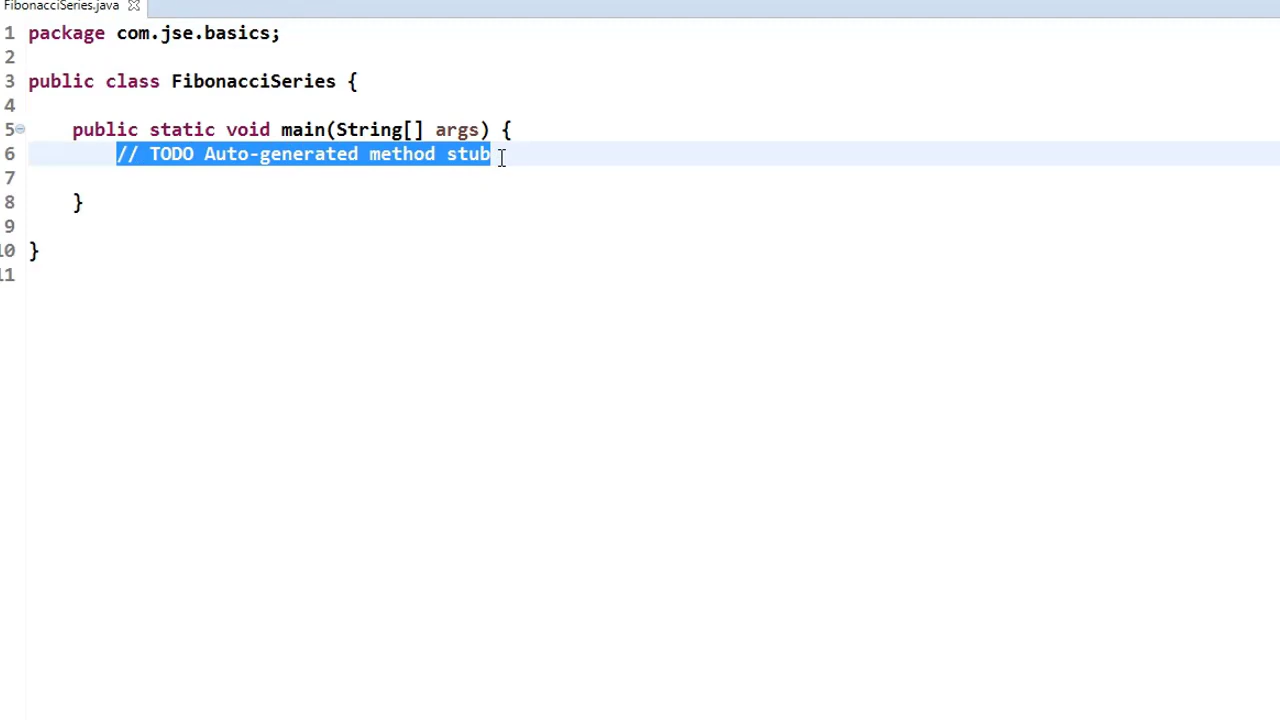 FibonacciSeries.java
1 package com.jse.basics;
2
3 public class FibonacciSeries {
4
5 public static void main(String[] args) {
6 // TODO Auto-generated method stub
7
8 }
9
10 }
11